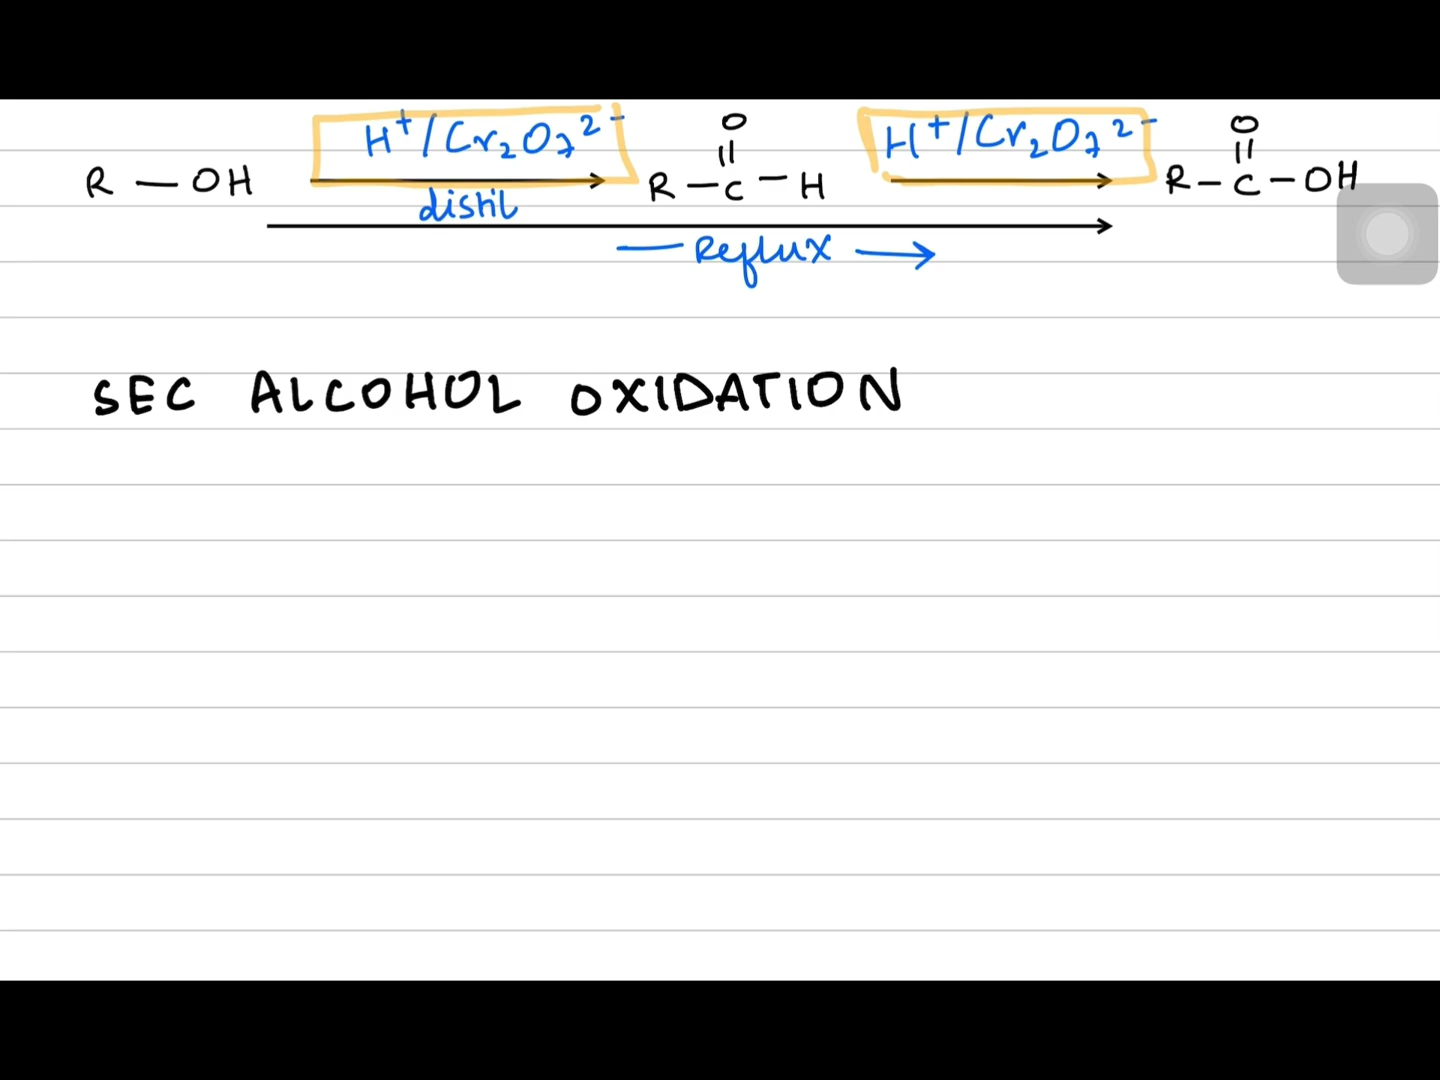 H⁺/Cr₂O₇²⁻ O H⁺/Cr₂O₇²⁻ O
R — OH → R — C — H → R — C — OH
distil
— Reflux →
SEC ALCOHOL OXIDATION